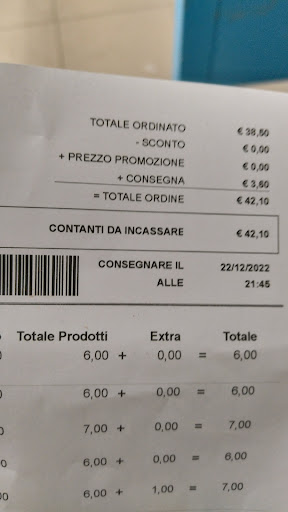 TOTALE ORDINATO € 38,50
- SCONTO € 0,00
+ PREZZO PROMOZIONE € 0,00
+ CONSEGNA € 3,60
= TOTALE ORDINE € 42,10
CONTANTI DA INCASSARE € 42,10
CONSEGNARE IL 22/12/2022
ALLE 21:45
Totale Prodotti Extra Totale
6,00 + 0,00 = 6,00
6,00 + 0,00 = 6,00
7,00 + 0,00 = 7,00
6,00 + 0,00 = 6,00
6,00 + 1,00 = 7,00